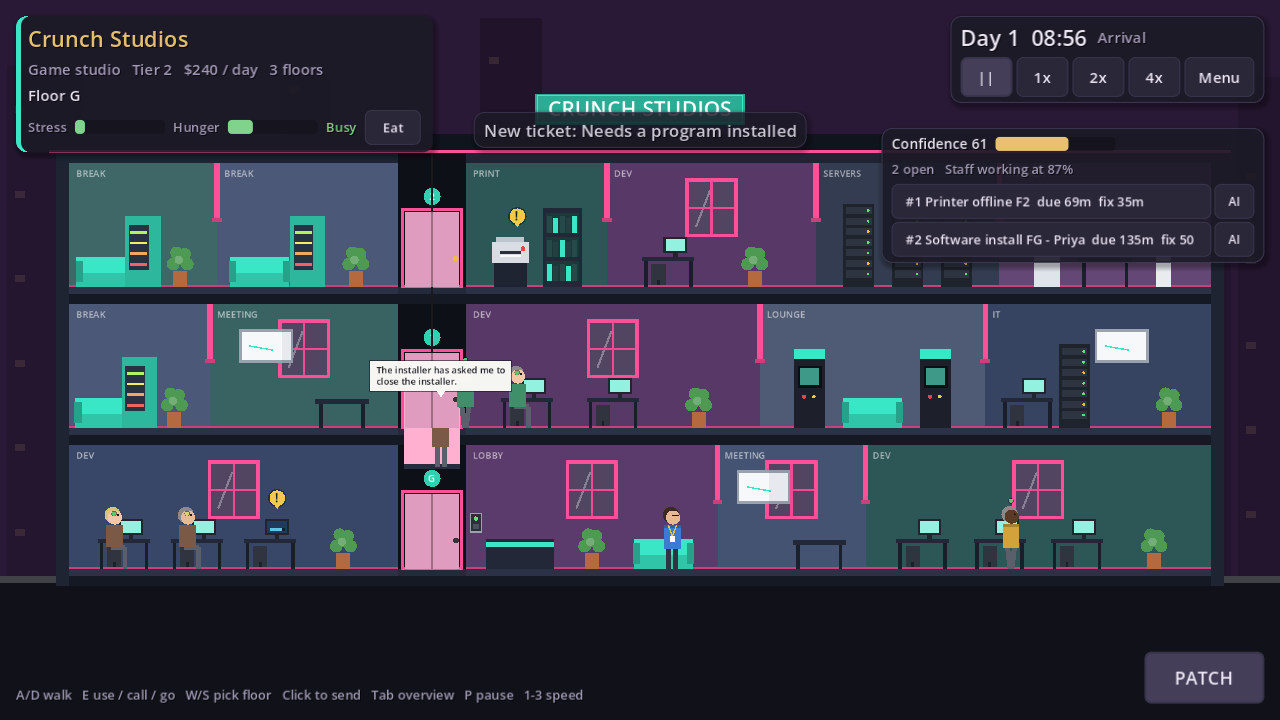 Crunch Studios
Game studio Tier 2 $240 / day 3 floors
Floor G
Stress Hunger Busy Eat
Day 1 08:56 Arrival
|| 1x 2x 4x Menu
CRUNCH STUDIOS
New ticket: Needs a program installed
Confidence 61
2 open Staff working at 87%
#1 Printer offline F2 due 69m fix 35m AI
#2 Software install FG - Priya due 135m fix 50 AI
BREAK BREAK PRINT DEV SERVERS
BREAK MEETING DEV LOUNGE IT
The installer has asked me to
close the installer.
DEV G LOBBY MEETING DEV
A/D walk E use / call / go W/S pick floor Click to send Tab overview P pause 1-3 speed
PATCH